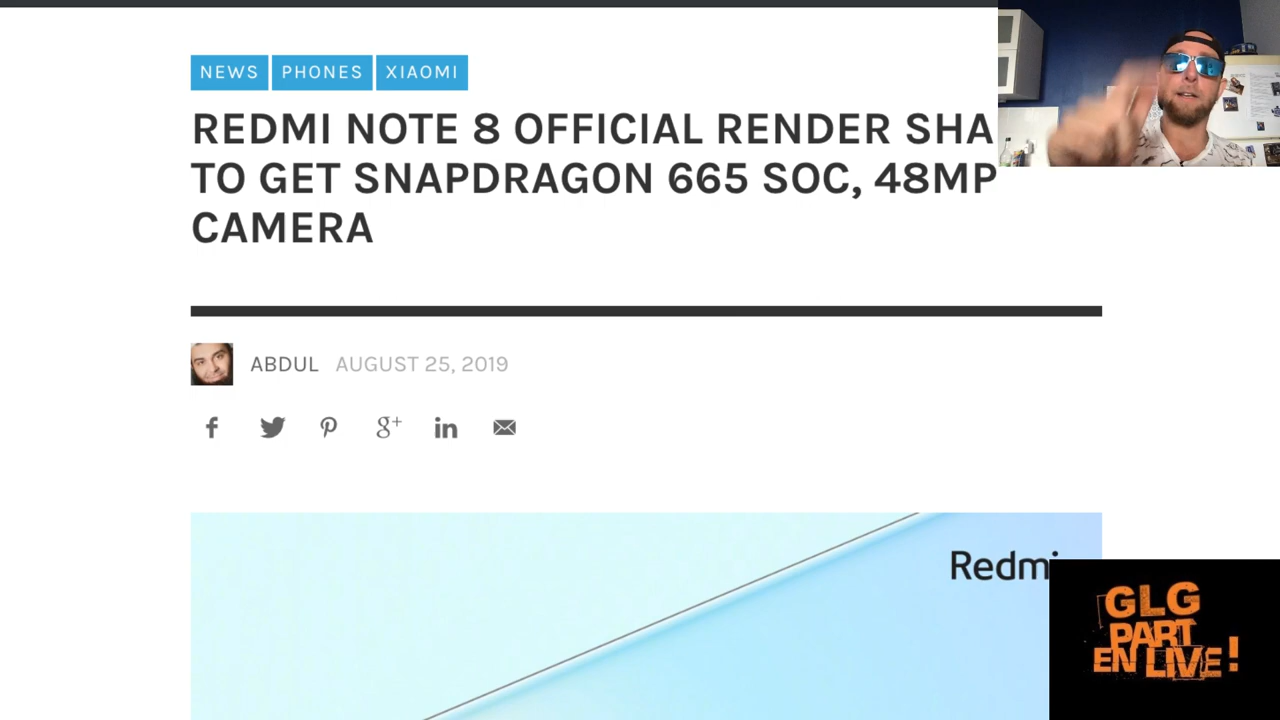 NEWS PHONES XIAOMI
REDMI NOTE 8 OFFICIAL RENDER
TO GET SNAPDRAGON 665 SOC, 48MP
CAMERA
ABDUL AUGUST 25, 2019
Redmi
GLG
PART
EN LIVE !